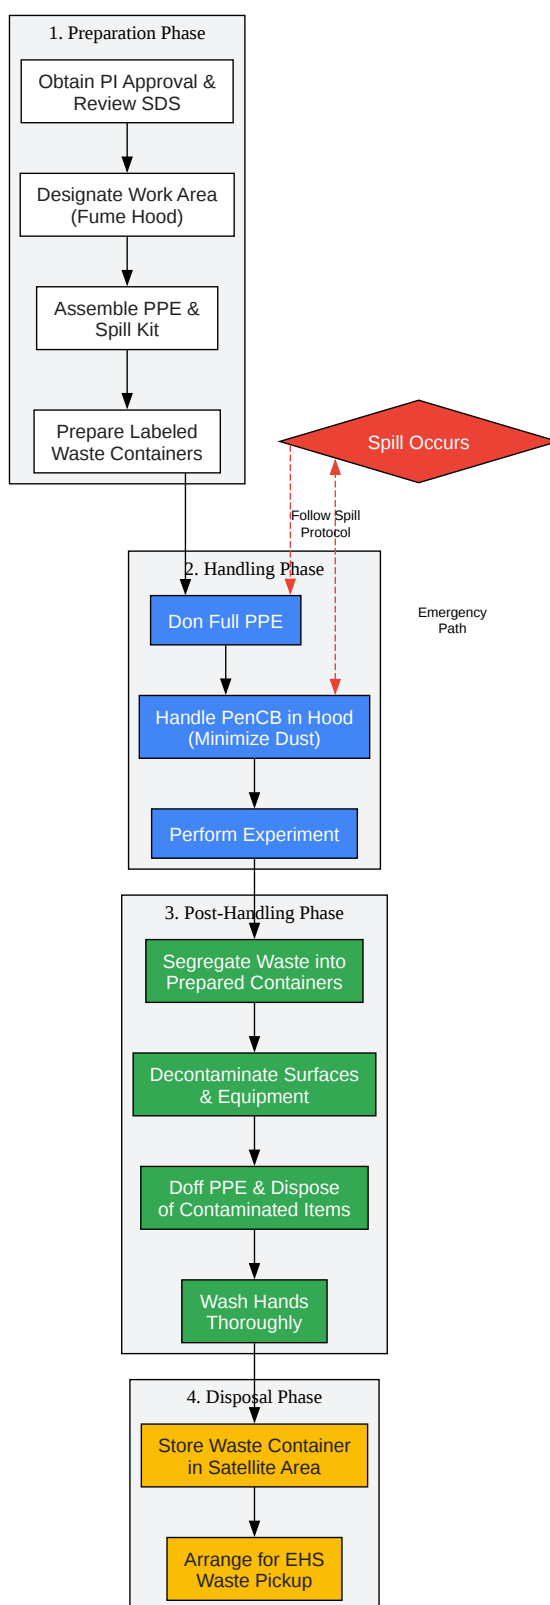 1. Preparation Phase
Obtain PI Approval &
Review SDS
Designate Work Area
(Fume Hood)
Assemble PPE &
Spill Kit
Prepare Labeled
Waste Containers
Spill Occurs
Follow Spill
Protocol
Emergency
Path
2. Handling Phase
Don Full PPE
Handle PenCB in Hood
(Minimize Dust)
Perform Experiment
3. Post-Handling Phase
Segregate Waste into
Prepared Containers
Decontaminate Surfaces
& Equipment
Doff PPE & Dispose
of Contaminated Items
Wash Hands
Thoroughly
4. Disposal Phase
Store Waste Container
in Satellite Area
Arrange for EHS
Waste Pickup